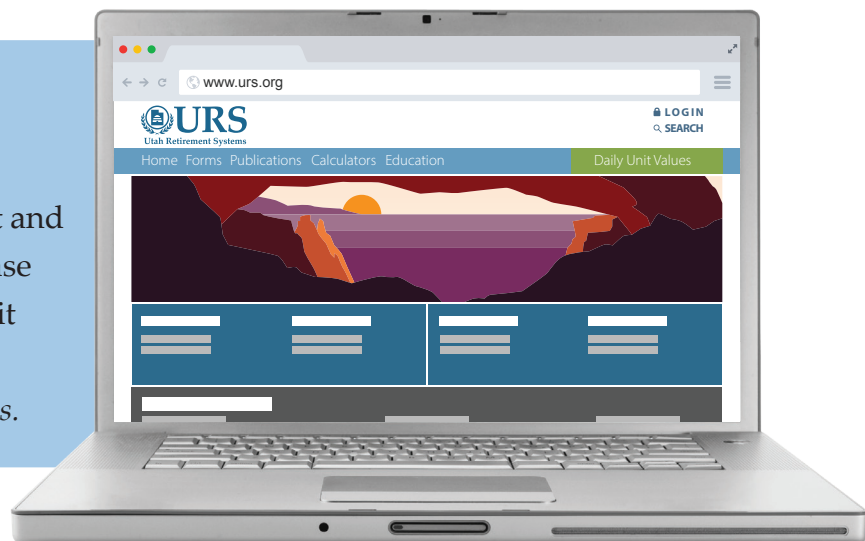 www.urs.org
URS
Utah Retirement Systems
LOGIN
SEARCH
Home Forms Publications Calculators Education
Daily Unit Values
and
it
s.